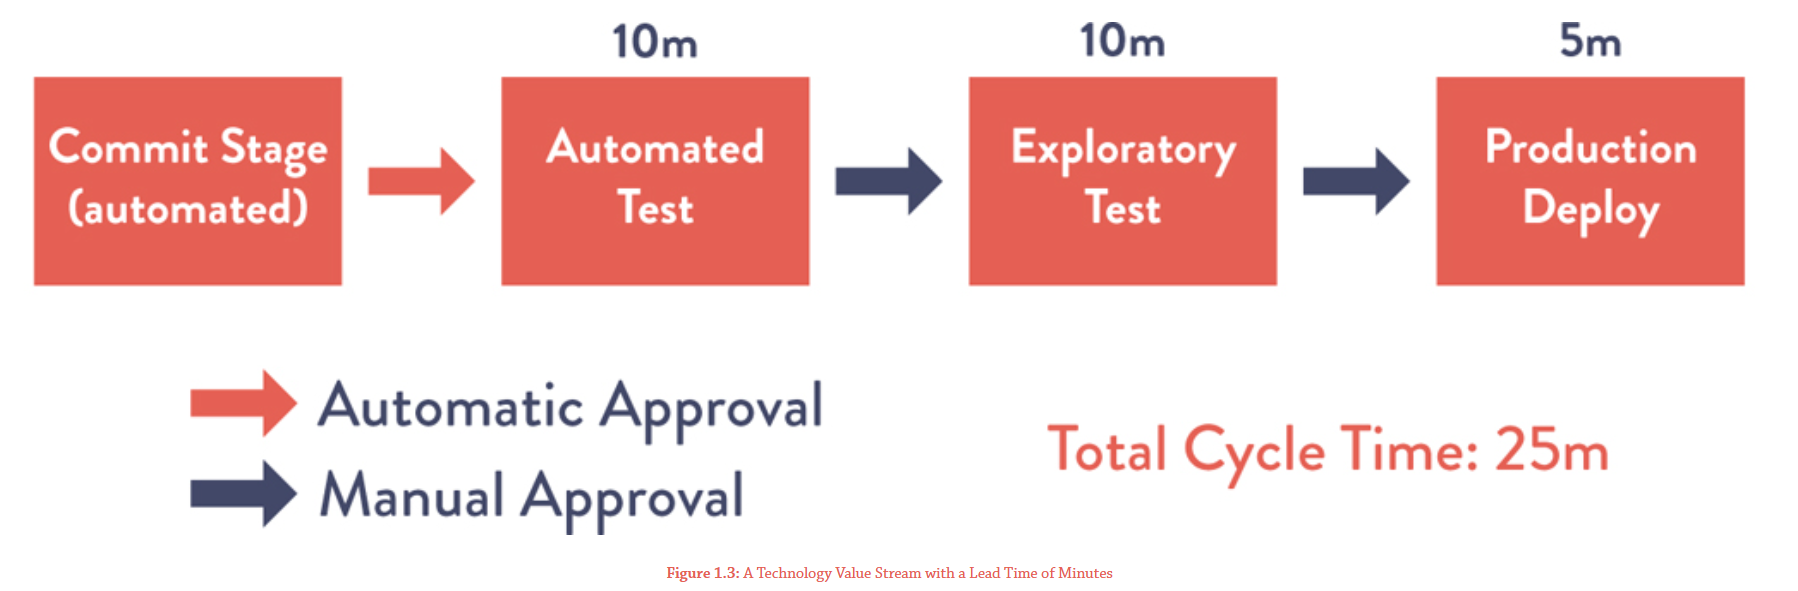 10m
10m
5m
Commit Stage
(automated)
Automated
Test
Exploratory
Test
Production
Deploy
Automatic Approval
Manual Approval
Total Cycle Time: 25m
Figure 1.3: A Technology Value Stream with a Lead Time of Minutes